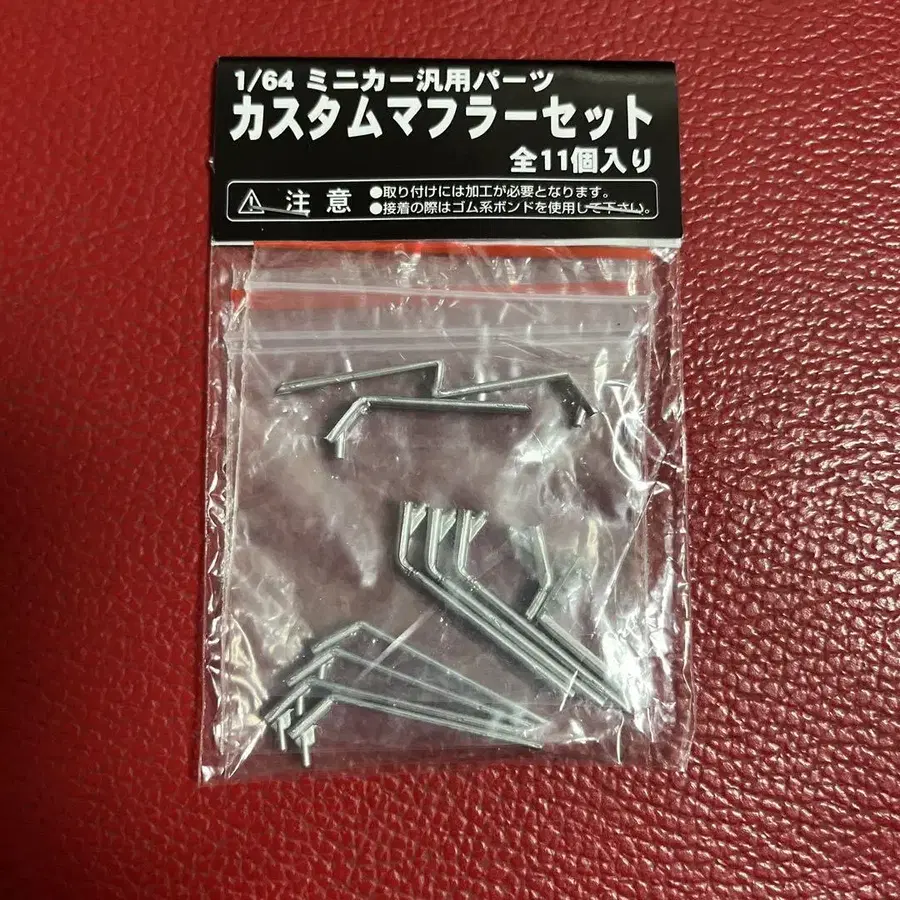 1/64 ミニカー汎用パーツ
カスタムマフラーセット
全11個入り
注意
●取り付けには加工が必要となります。
●接着の際はゴム系ボンドを使用して下さい。